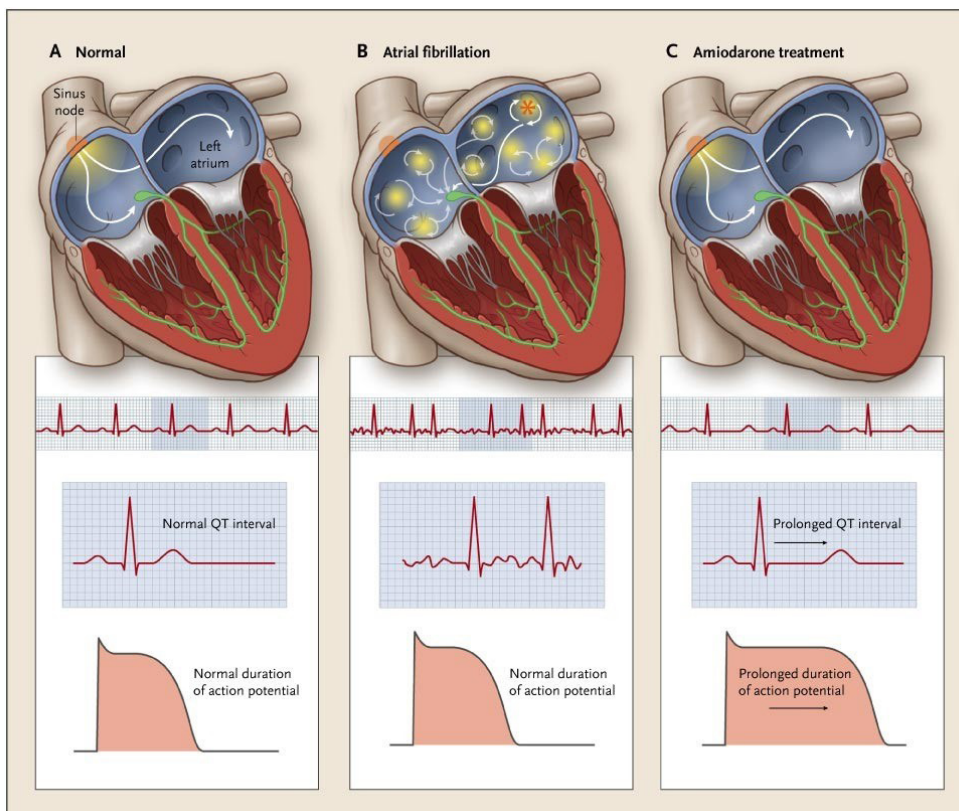 A Normal
B Atrial fibrillation
C Amiodarone treatment
Sinus
node
Left
atrium
Normal QT interval
Prolonged QT interval
Normal duration
of action potential
Normal duration
of action potential
Prolonged duration
of action potential